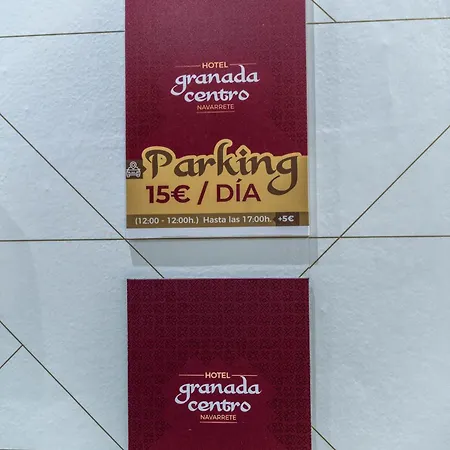 HOTEL
granada
centro
NAVARRETE
Parking
15€ / DÍA
(12:00 - 12:00h.) Hasta las 17:00h. +5€
HOTEL
granada
centro
NAVARRETE